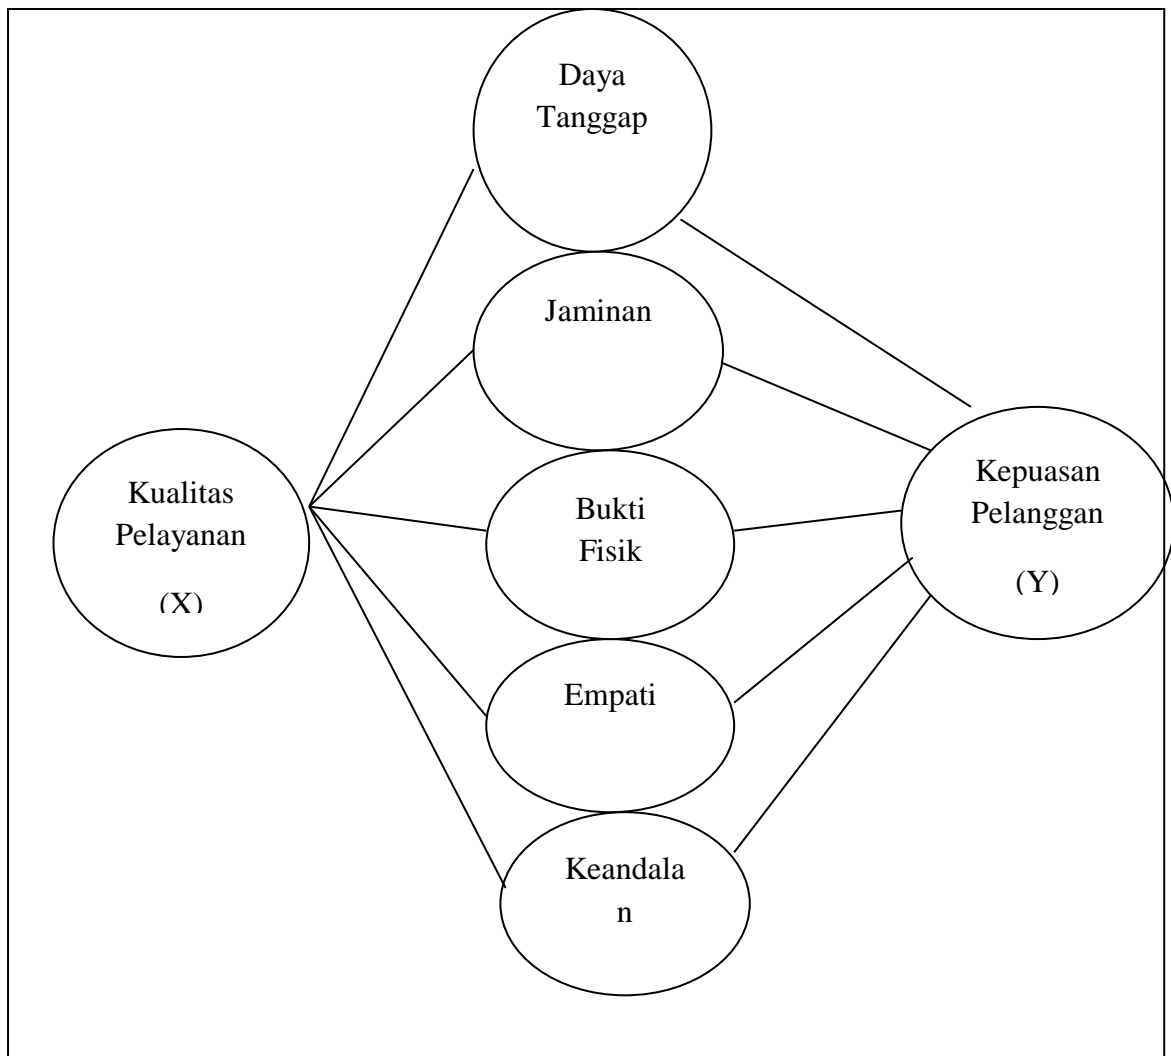 Daya
Tanggap
Jaminan
Kualitas
Pelayanan
(X)
Bukti
Fisik
Kepuasan
Pelanggan
(Y)
Empati
Keandala
n